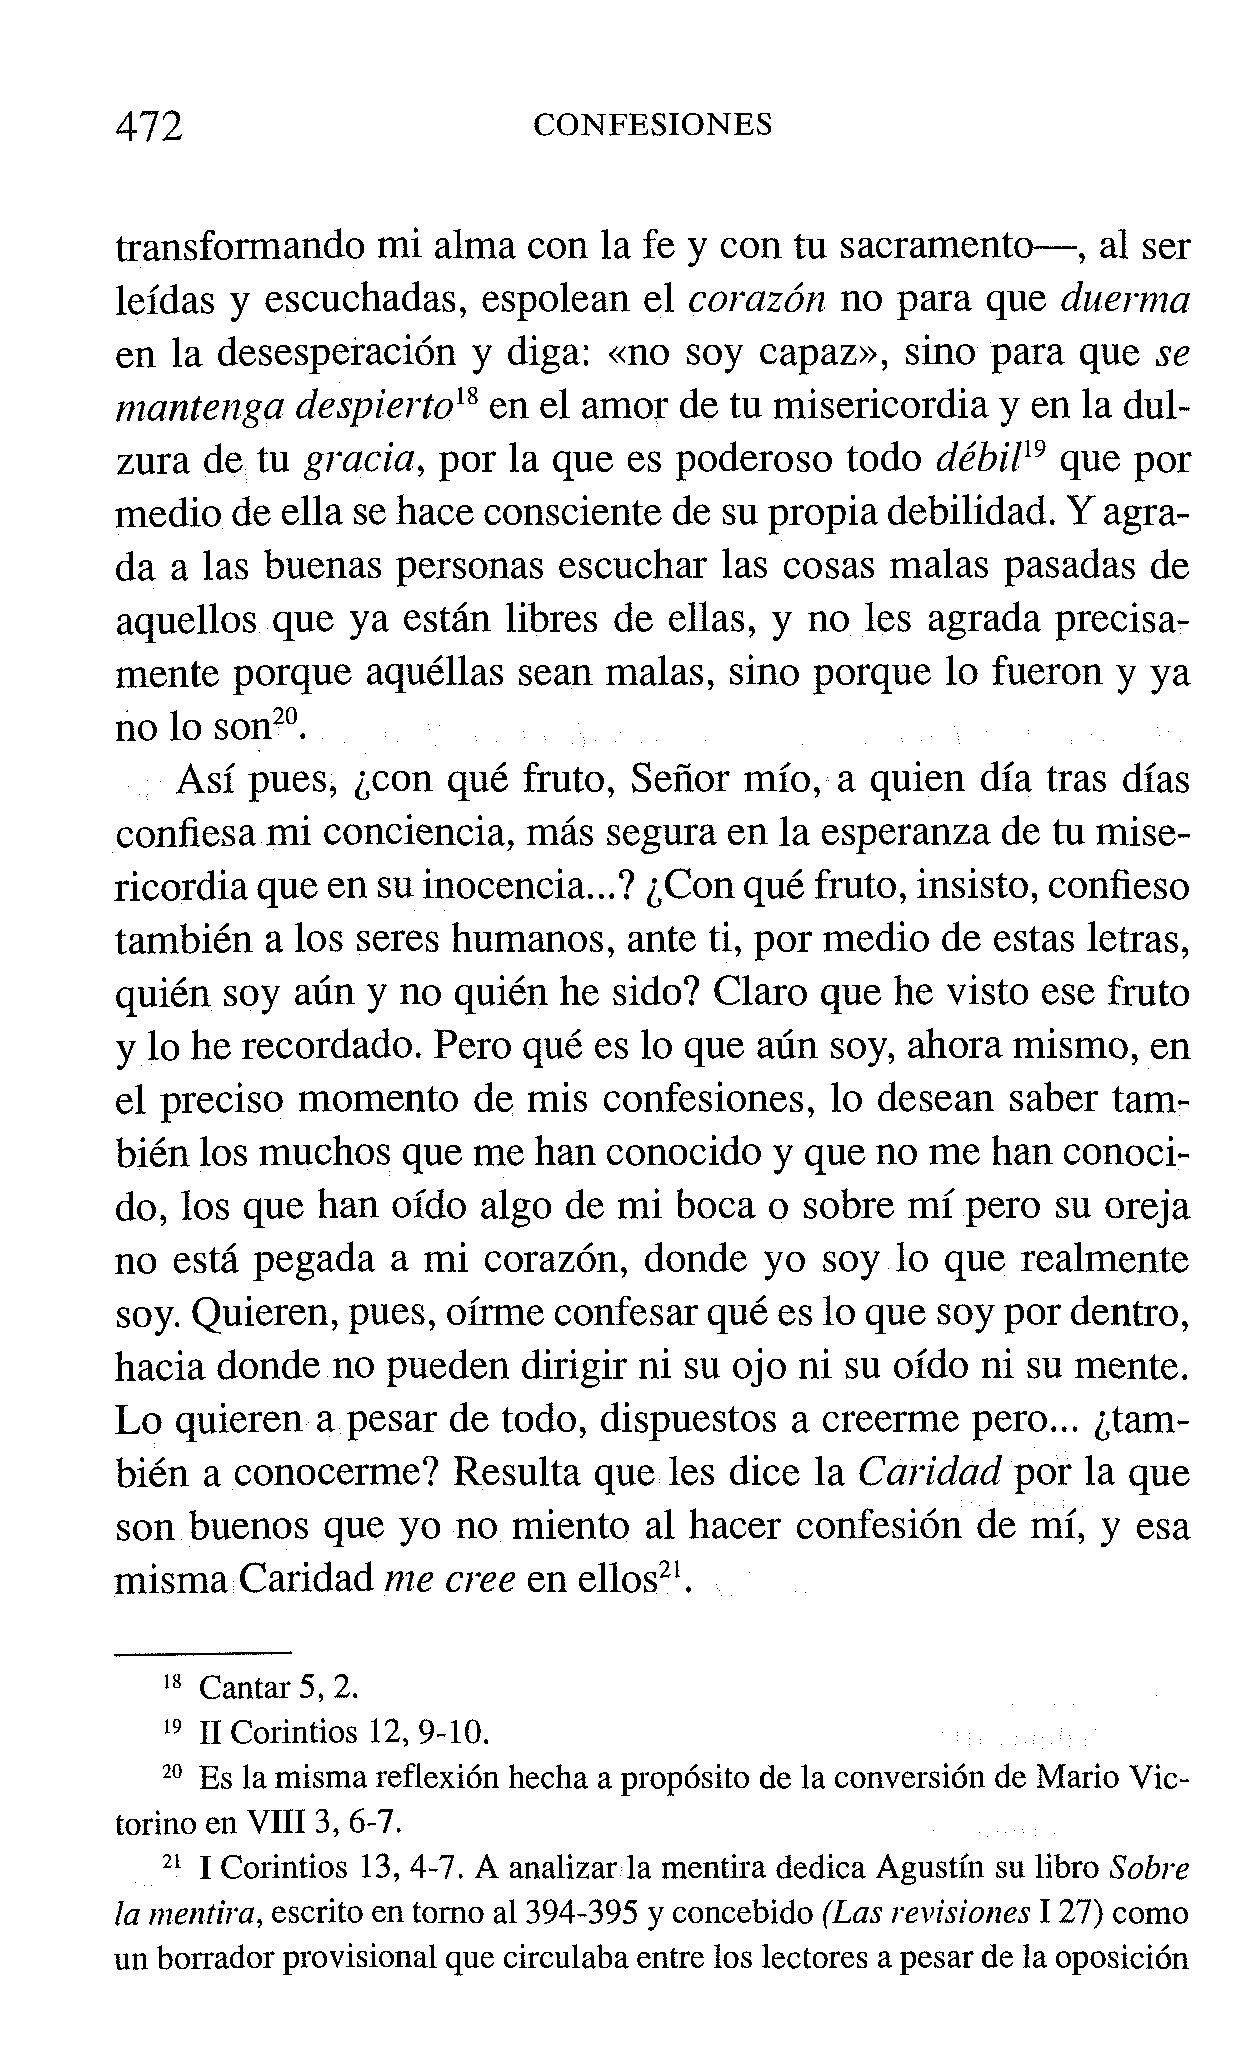 472 CONFESIONES
transformando mi alma con la fe y con tu sacramento—, al ser
leídas y escuchadas, espolean el corazón no para que duerma
en la desesperación y diga: «no soy capaz», sino para que se
mantenga despierto¹⁸ en el amor de tu misericordia y en la dul-
zura de tu gracia, por la que es poderoso todo débil¹⁹ que por
medio de ella se hace consciente de su propia debilidad. Y agra-
da a las buenas personas escuchar las cosas malas pasadas de
aquellos que ya están libres de ellas, y no les agrada precisa-
mente porque aquéllas sean malas, sino porque lo fueron y ya
no lo son²⁰.
Así pues, ¿con qué fruto, Señor mío, a quien día tras días
confiesa mi conciencia, más segura en la esperanza de tu mise-
ricordia que en su inocencia...? ¿Con qué fruto, insisto, confieso
también a los seres humanos, ante ti, por medio de estas letras,
quién soy aún y no quién he sido? Claro que he visto ese fruto
y lo he recordado. Pero qué es lo que aún soy, ahora mismo, en
el preciso momento de mis confesiones, lo desean saber tam-
bién los muchos que me han conocido y que no me han conoci-
do, los que han oído algo de mi boca o sobre mí pero su oreja
no está pegada a mi corazón, donde yo soy lo que realmente
soy. Quieren, pues, oírme confesar qué es lo que soy por dentro,
hacia donde no pueden dirigir ni su ojo ni su oído ni su mente.
Lo quieren a pesar de todo, dispuestos a creerme pero... ¿tam-
bién a conocerme? Resulta que les dice la Caridad por la que
son buenos que yo no miento al hacer confesión de mí, y esa
misma Caridad me cree en ellos²¹.
¹⁸ Cantar 5, 2.
¹⁹ II Corintios 12, 9-10.
²⁰ Es la misma reflexión hecha a propósito de la conversión de Mario Vic-
torino en VIII 3, 6-7.
²¹ I Corintios 13, 4-7. A analizar la mentira dedica Agustín su libro Sobre
la mentira, escrito en torno al 394-395 y concebido (Las revisiones I 27) como
un borrador provisional que circulaba entre los lectores a pesar de la oposición